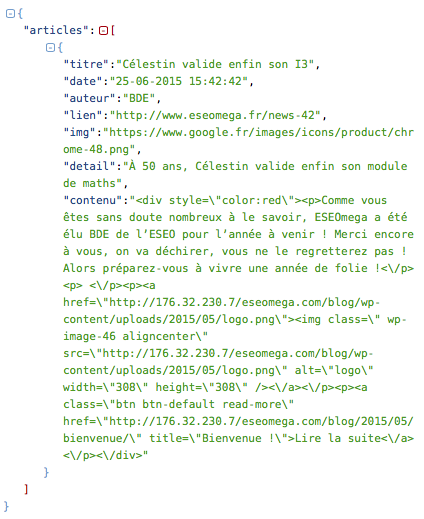 {
"articles":[
{
"titre":"Célestin valide enfin son I3",
"date":"25-06-2015 15:42:42",
"auteur":"BDE",
"lien":"http://www.eseomega.fr/news-42",
"img":"https://www.google.fr/images/icons/product/chr
ome-48.png",
"detail":"À 50 ans, Célestin valide enfin son module
de maths",
"contenu":"<div style=\"color:red\"><p>Comme vous
êtes sans doute nombreux à le savoir, ESEOmega a été
élu BDE de l’ESEO pour l’année à venir ! Merci encore
à vous, on va déchirer, vous ne le regretterez pas !
Alors préparez-vous à vivre une année de folie !<\/p>
<p> <\/p><p><a
href=\"http://176.32.230.7/eseomega.com/blog/wp-
content/uploads/2015/05/logo.png\"><img class=\" wp-
image-46 aligncenter\"
src=\"http://176.32.230.7/eseomega.com/blog/wp-
content/uploads/2015/05/logo.png\" alt=\"logo\"
width=\"308\" height=\"308\" /><\/a><\/p><p><a
class=\"btn btn-default read-more\"
href=\"http://176.32.230.7/eseomega.com/blog/2015/05/
bienvenue/\" title=\"Bienvenue !\">Lire la suite<\/a>
<\/p><\/div>"
}
]
}